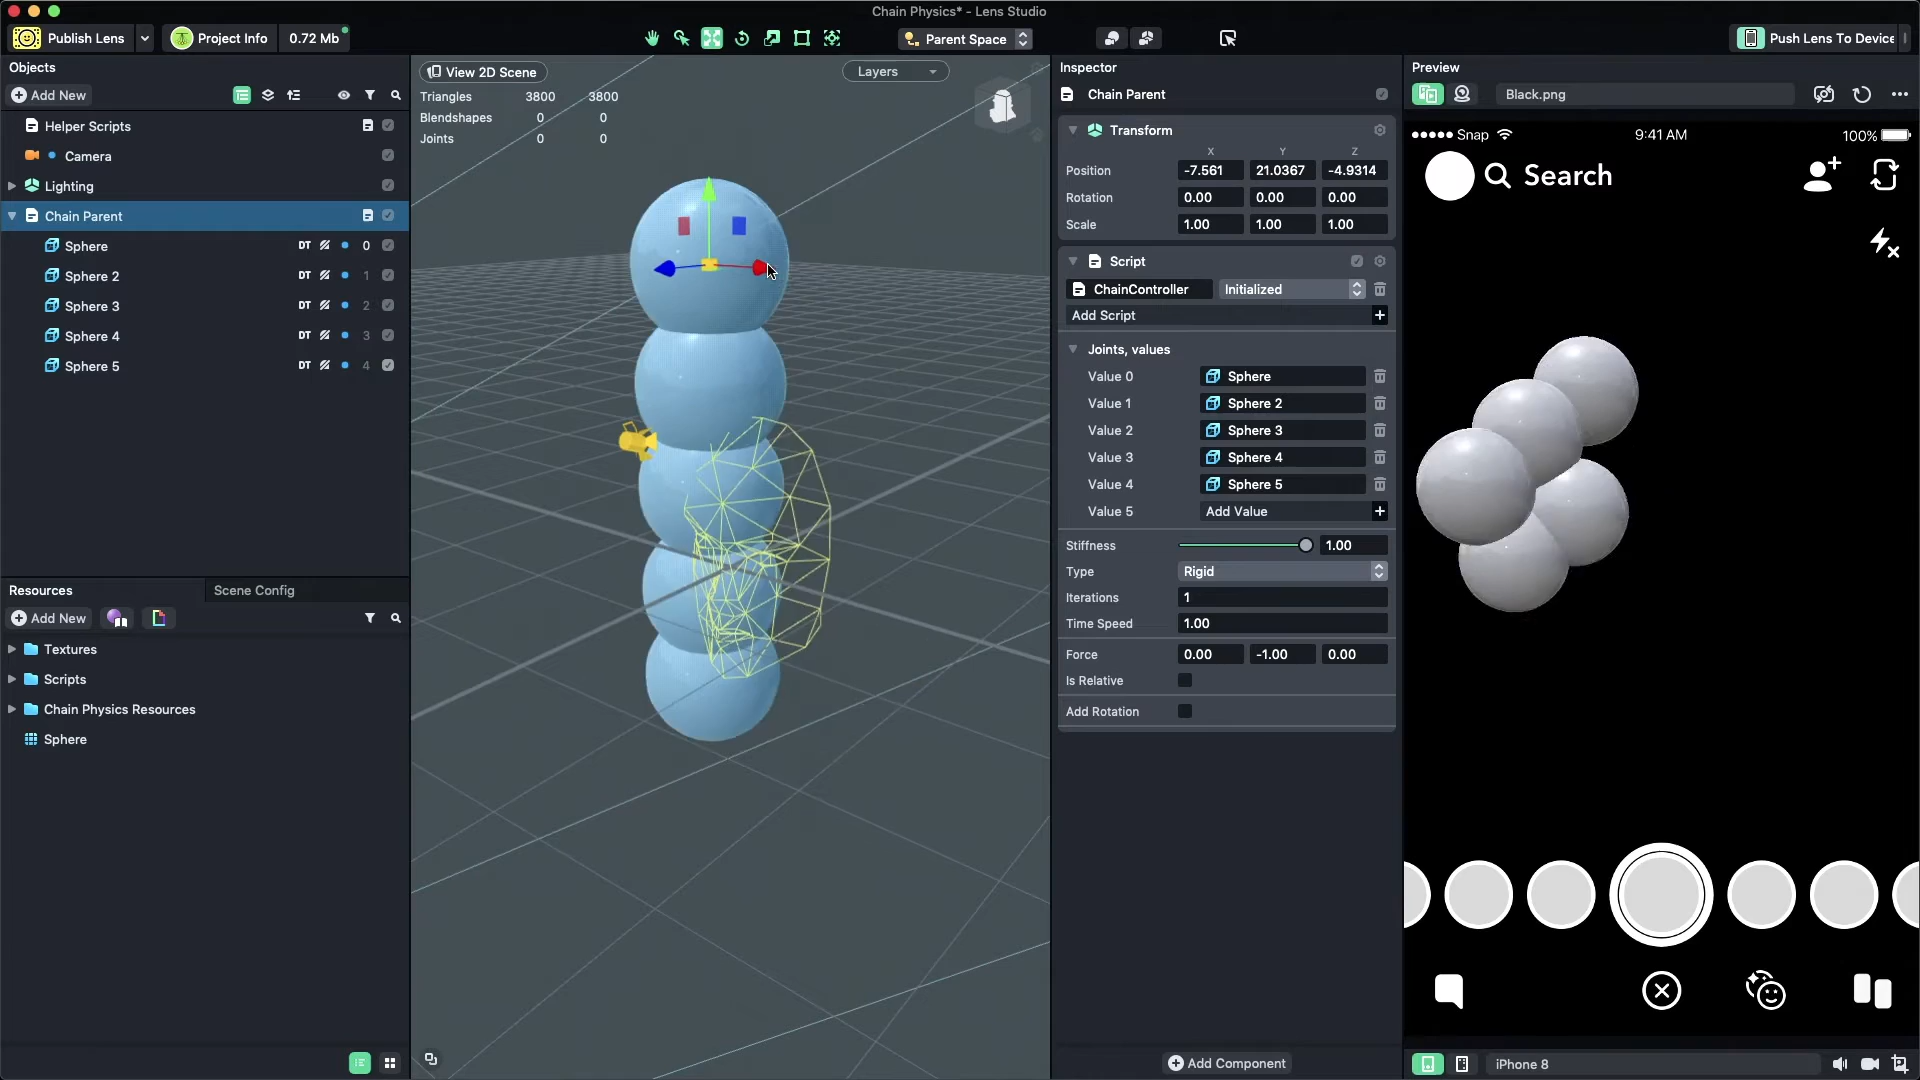 Chain Physics* - Lens Studio
Publish Lens
Project Info
0.72 Mb
Parent Space
Push Lens To Device
Objects
Add New
Helper Scripts
Camera
Lighting
Chain Parent
Sphere DT 0
Sphere 2 DT 1
Sphere 3 DT 2
Sphere 4 DT 3
Sphere 5 DT 4
Resources
Scene Config
Add New
Textures
Scripts
Chain Physics Resources
Sphere
View 2D Scene
Layers
Triangles 3800 3800
Blendshapes 0 0
Joints 0 0
Inspector
Chain Parent
Transform
X Y Z
Position -7.561 21.0367 -4.9314
Rotation 0.00 0.00 0.00
Scale 1.00 1.00 1.00
Script
ChainController Initialized
Add Script
Joints, values
Value 0 Sphere
Value 1 Sphere 2
Value 2 Sphere 3
Value 3 Sphere 4
Value 4 Sphere 5
Value 5 Add Value
Stiffness 1.00
Type Rigid
Iterations 1
Time Speed 1.00
Force 0.00 -1.00 0.00
Is Relative
Add Rotation
Add Component
Preview
Black.png
Snap 9:41 AM 100%
Search
iPhone 8